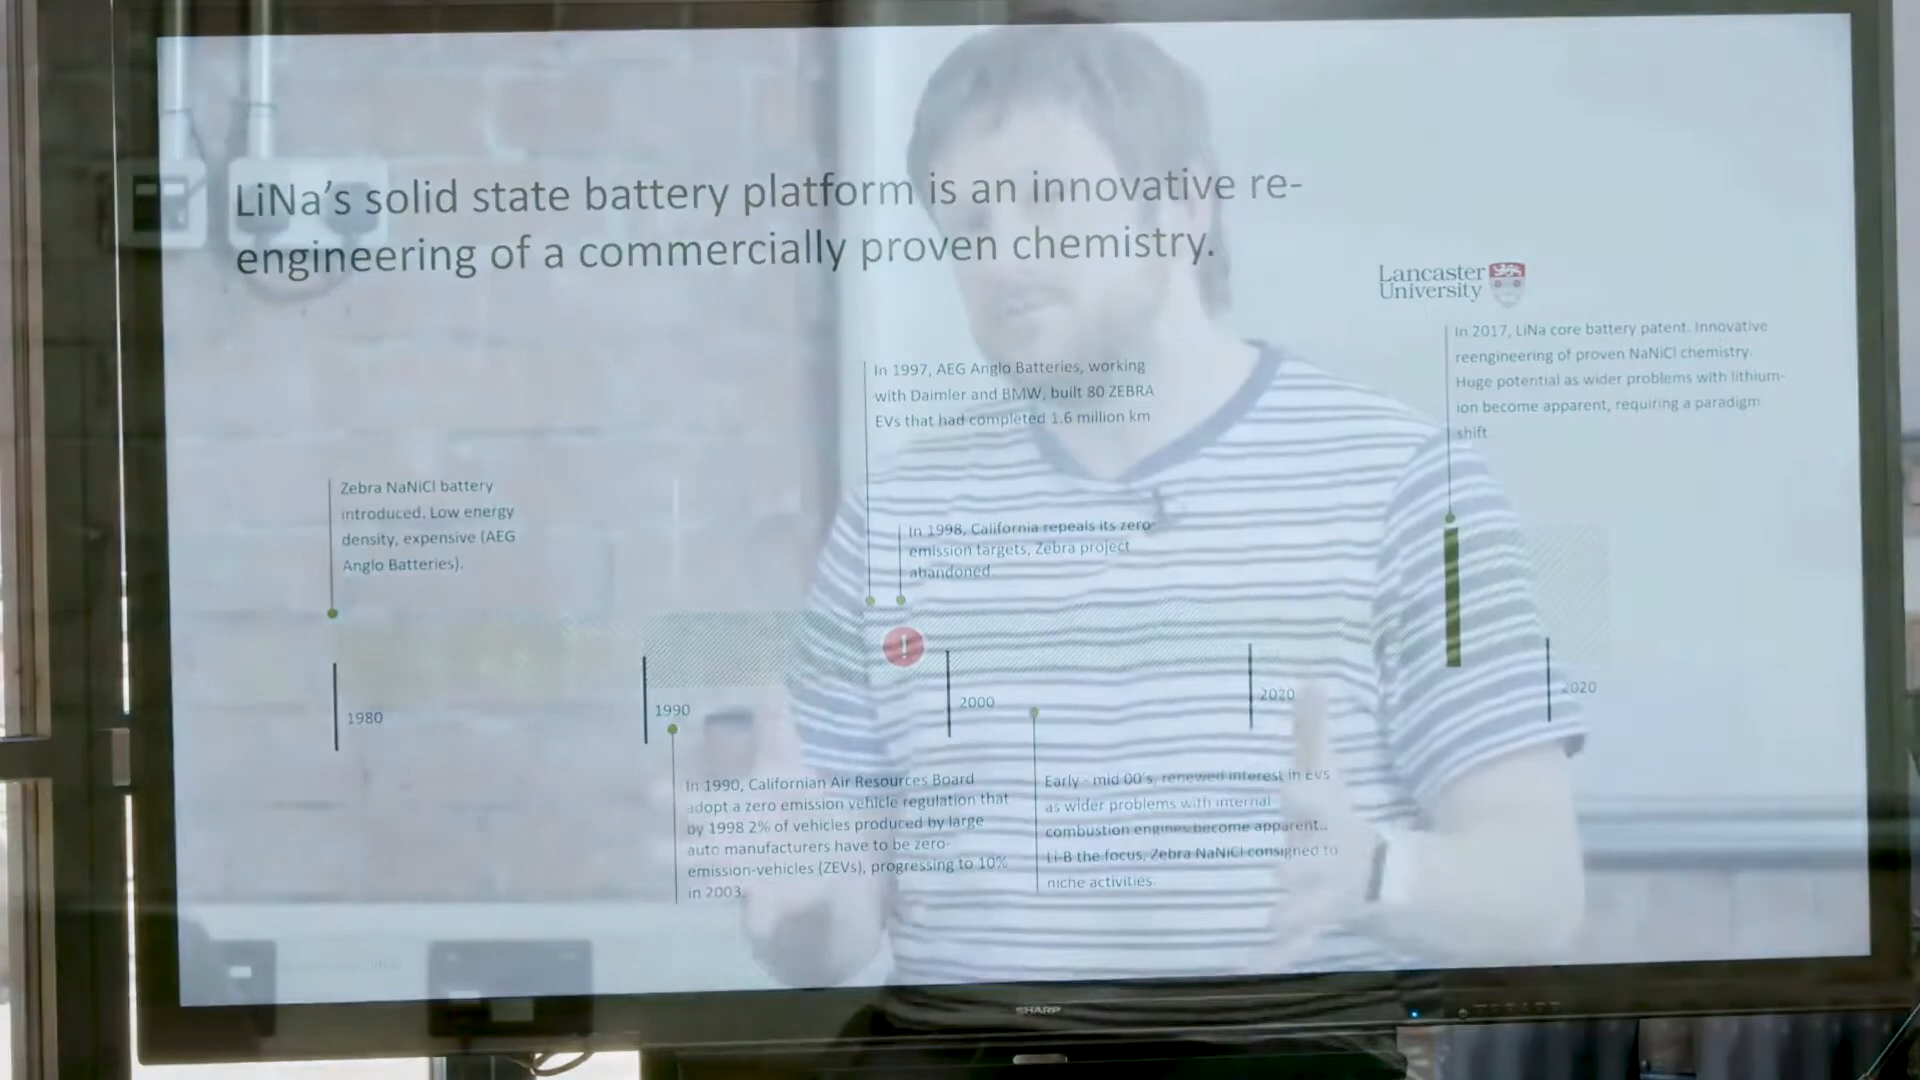 LiNa's solid state battery platform is an innovative re-
engineering of a commercially proven chemistry.
Lancaster
University
In 2017, LiNa core battery patent. Innovative
reengineering of proven NaNiCl chemistry.
Huge potential as wider problems with lithium-
ion become apparent, requiring a paradigm
shift.
In 1997, AEG Anglo Batteries, working
with Daimler and BMW, built 80 ZEBRA
EVs that had completed 1.6 million km
Zebra NaNiCl battery
introduced. Low energy
density, expensive (AEG
Anglo Batteries).
In 1998, California repeals its zero-
emission targets, Zebra project
abandoned.
!
1980
1990
2000
2020
2020
In 1990, Californian Air Resources Board
adopt a zero emission vehicle regulation that
by 1998 2% of vehicles produced by large
auto manufacturers have to be zero-
emission-vehicles (ZEVs), progressing to 10%
in 2003.
Early - mid 00's, renewed interest in EVs
as wider problems with internal
combustion engines become apparent..
Li-B the focus, Zebra NaNiCl consigned to
niche activities.
SHARP